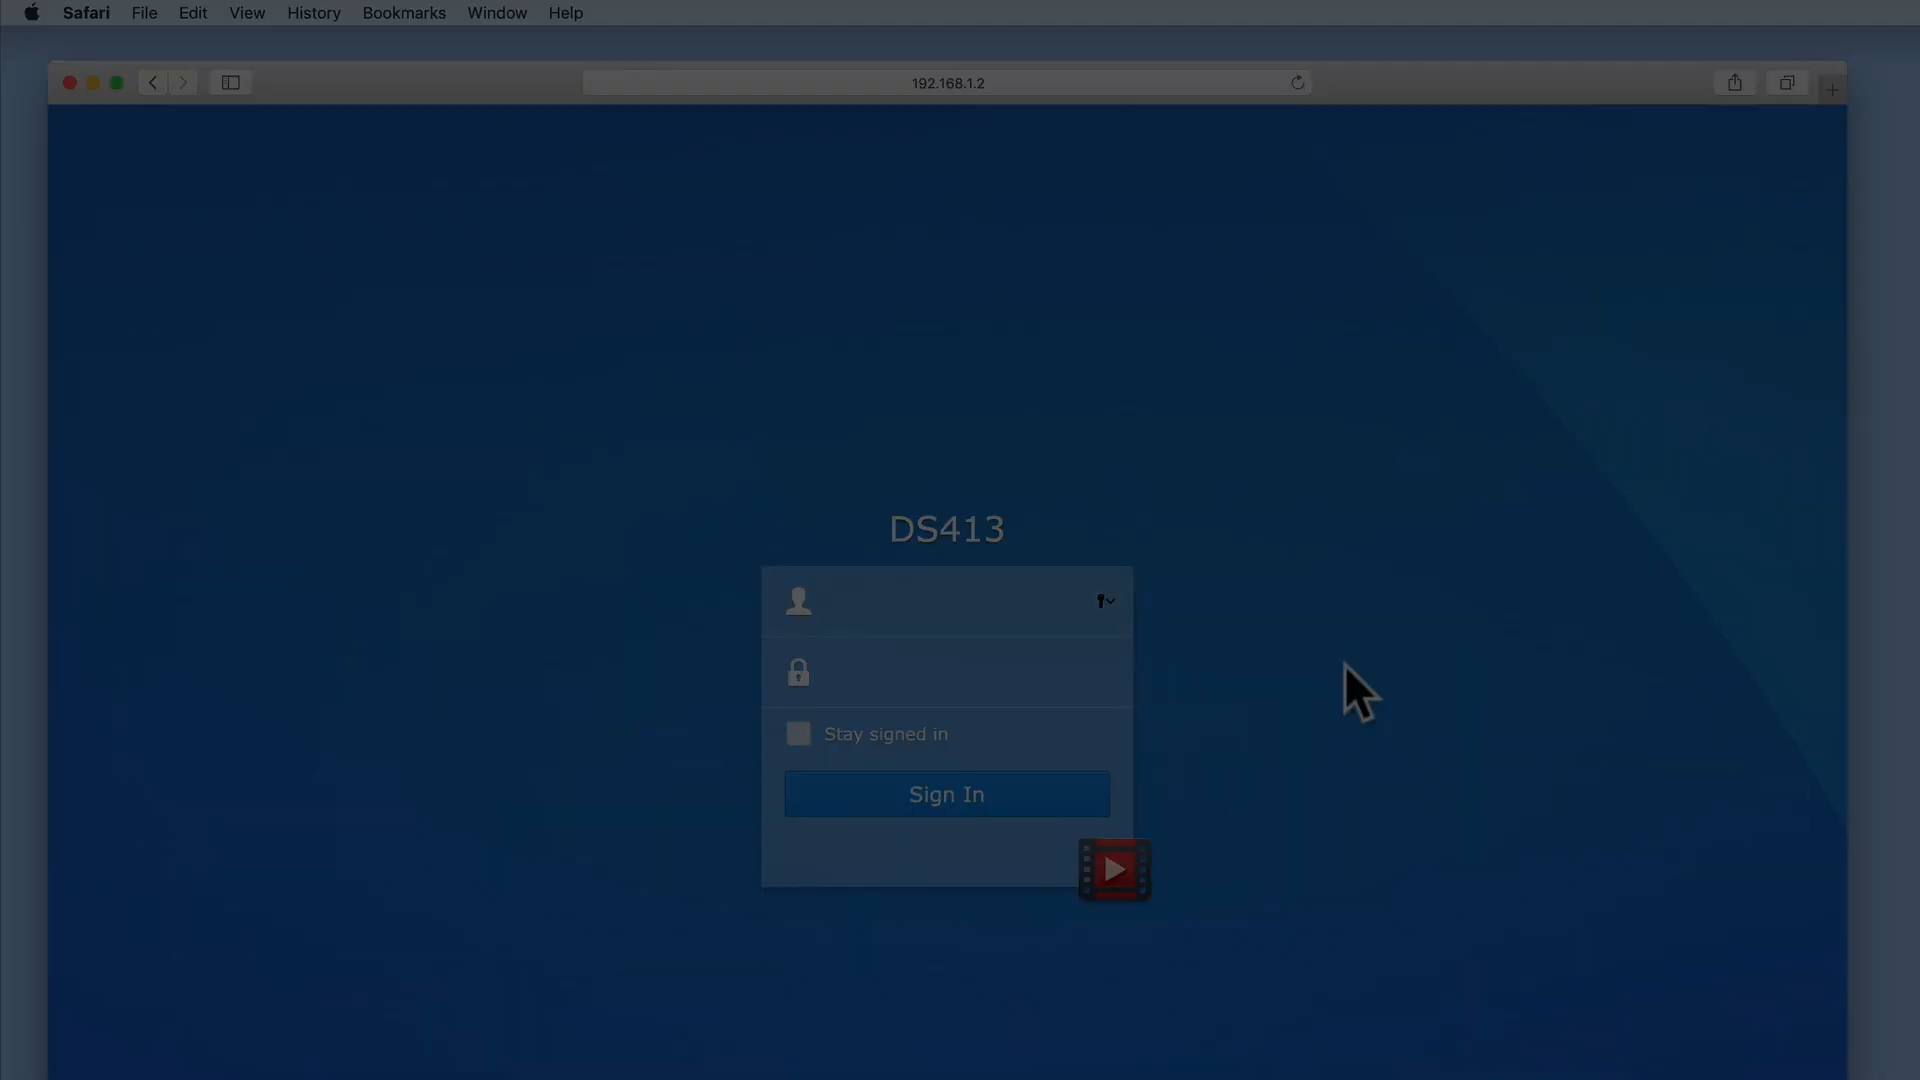 Safari File Edit View History Bookmarks Window Help
192.168.1.2
DS413
Stay signed in
Sign In